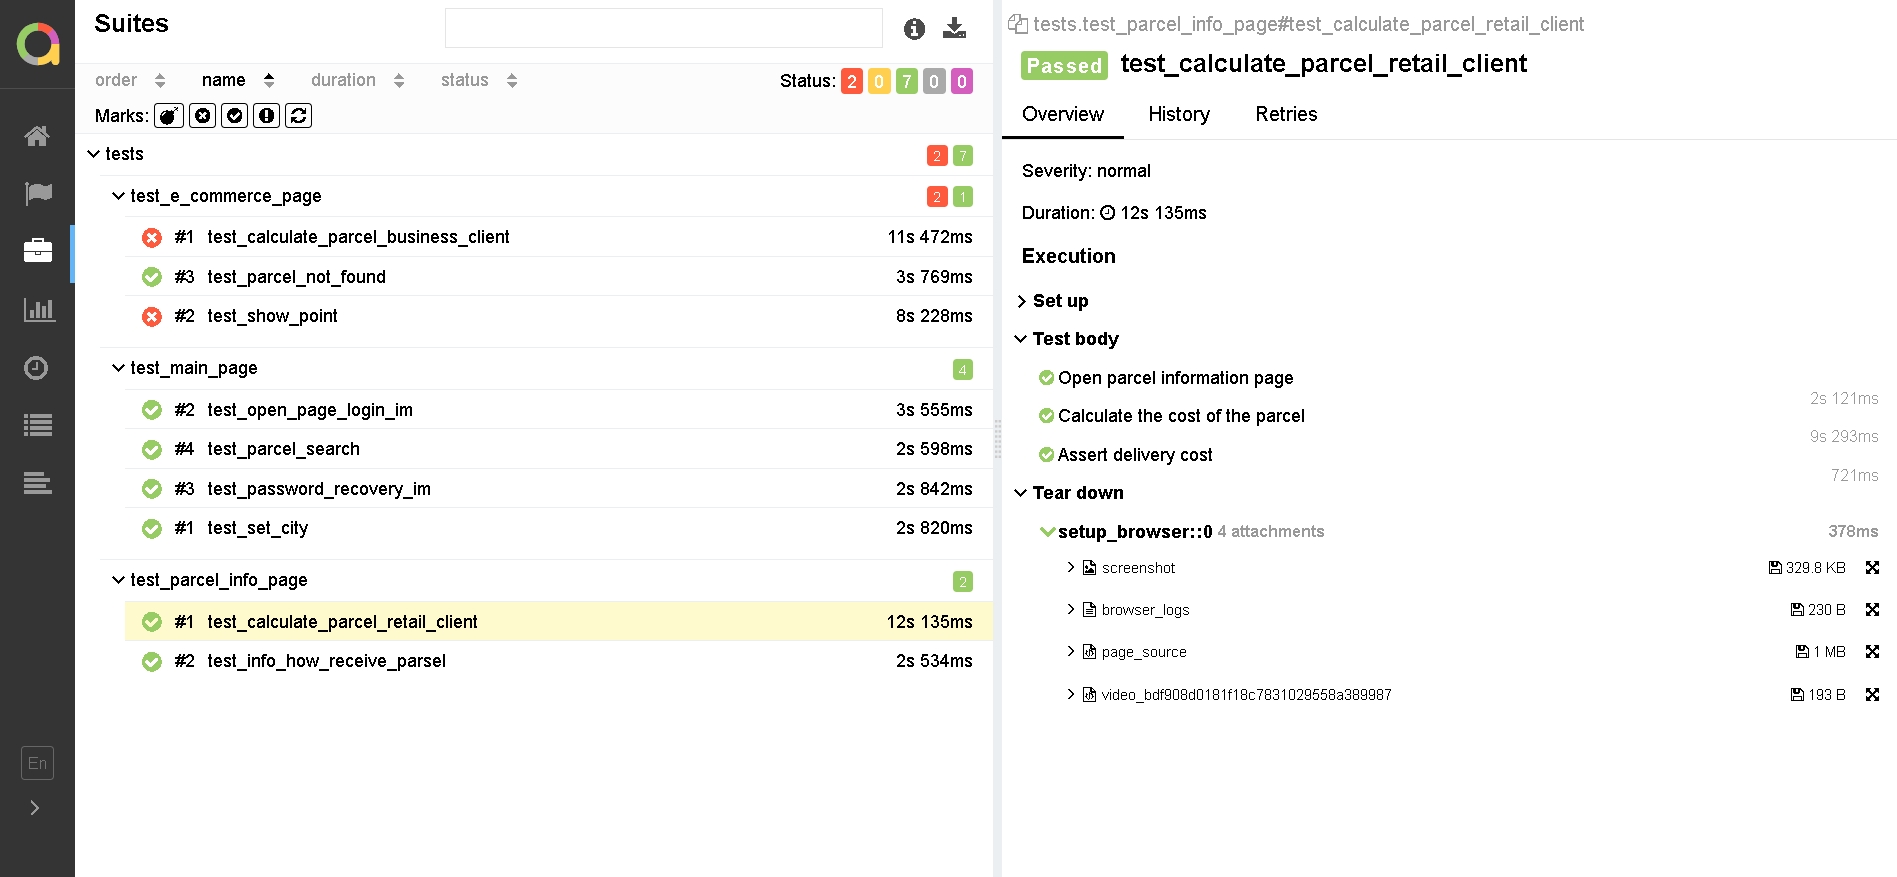 Suites
order name duration status Status: 2 0 7 0 0
Marks:
tests 2 7
test_e_commerce_page 2 1
#1 test_calculate_parcel_business_client 11s 472ms
#3 test_parcel_not_found 3s 769ms
#2 test_show_point 8s 228ms
test_main_page 4
#2 test_open_page_login_im 3s 555ms
#4 test_parcel_search 2s 598ms
#3 test_password_recovery_im 2s 842ms
#1 test_set_city 2s 820ms
test_parcel_info_page 2
#1 test_calculate_parcel_retail_client 12s 135ms
#2 test_info_how_receive_parsel 2s 534ms
En
tests.test_parcel_info_page#test_calculate_parcel_retail_client
Passed test_calculate_parcel_retail_client
Overview History Retries
Severity: normal
Duration: 12s 135ms
Execution
Set up
Test body
Open parcel information page
2s 121ms
Calculate the cost of the parcel
9s 293ms
Assert delivery cost
721ms
Tear down
setup_browser::0 4 attachments 378ms
screenshot 329.8 KB
browser_logs 230 B
page_source 1 MB
video_bdf908d0181f18c7831029558a389987 193 B